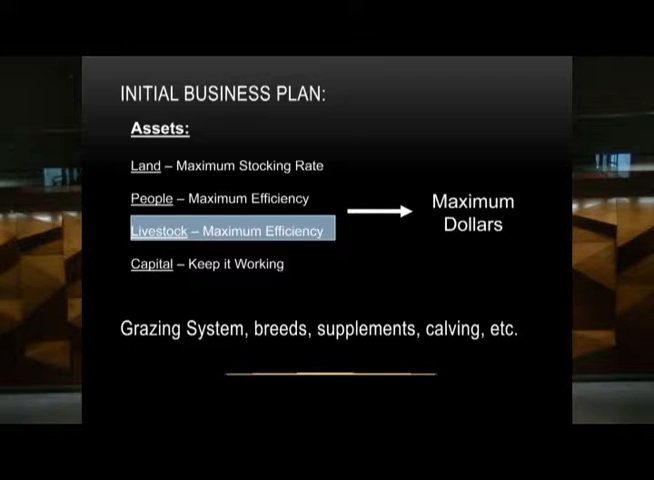 INITIAL BUSINESS PLAN:
Assets:
Land – Maximum Stocking Rate
People – Maximum Efficiency
Livestock – Maximum Efficiency
Capital – Keep it Working
Maximum
Dollars
Grazing System, breeds, supplements, calving, etc.